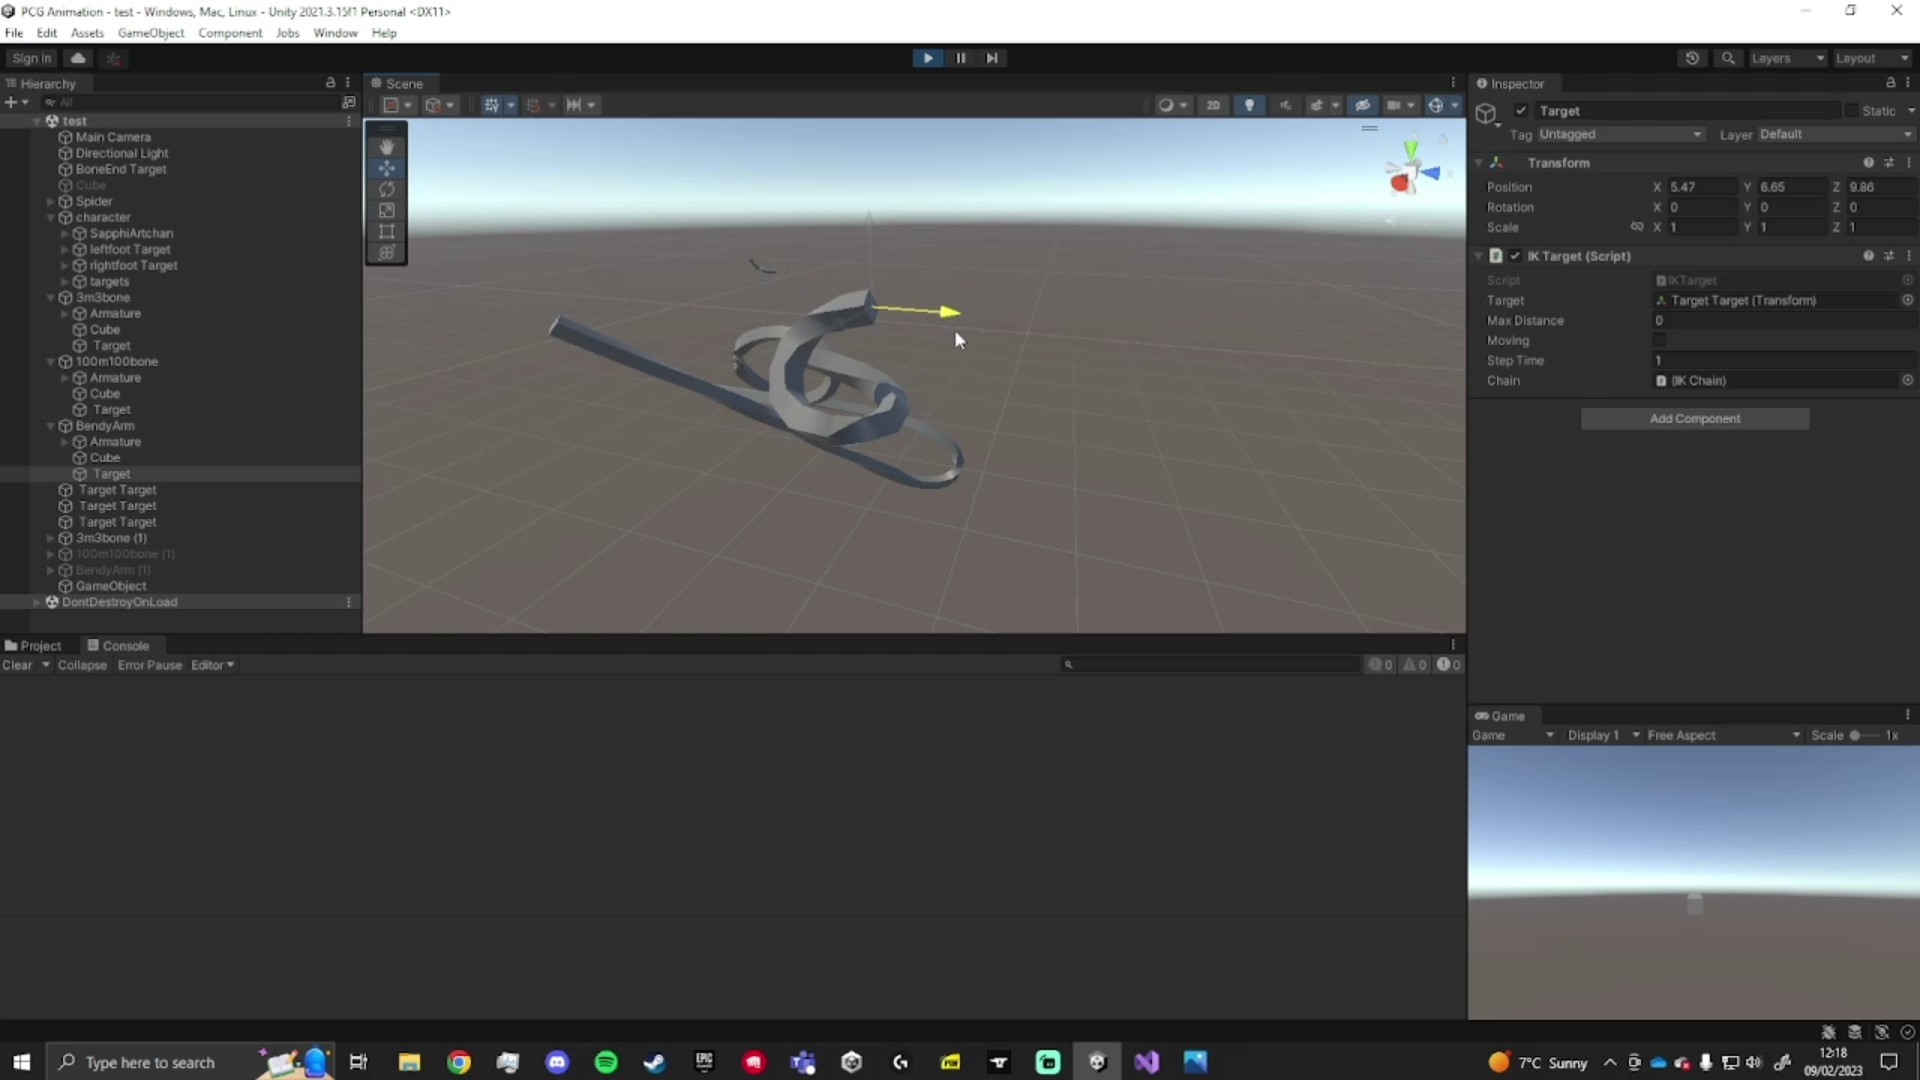 PCG Animation - test - Windows, Mac, Linux - Unity 2021.3.15f1 Personal <DX11>
File Edit Assets GameObject Component Jobs Window Help
Sign In Layers Layout
Hierarchy Scene Inspector
All 2D Target Static
Tag Untagged Layer Default
test
Main Camera
Directional Light
BoneEnd Target
Cube
Spider
character
SapphiArtchan
leftfoot Target
rightfoot Target
targets
3m3bone
Armature
Cube
Target
100m100bone
Armature
Cube
Target
BendyArm
Armature
Cube
Target
Target Target
Target Target
Target Target
3m3bone (1)
100m100bone (1)
BendyArm (1)
GameObject
DontDestroyOnLoad
Transform
Position X 5.47 Y 6.65 Z 9.86
Rotation X 0 Y 0 Z 0
Scale X 1 Y 1 Z 1
IK Target (Script)
Script IKTarget
Target Target Target (Transform)
Max Distance 0
Moving
Step Time 1
Chain (IK Chain)
Add Component
Project Console
Clear Collapse Error Pause Editor 0 0 0
Game
Game Display 1 Free Aspect Scale 1x
Type here to search
EPIC
7°C Sunny
12:18
09/02/2023